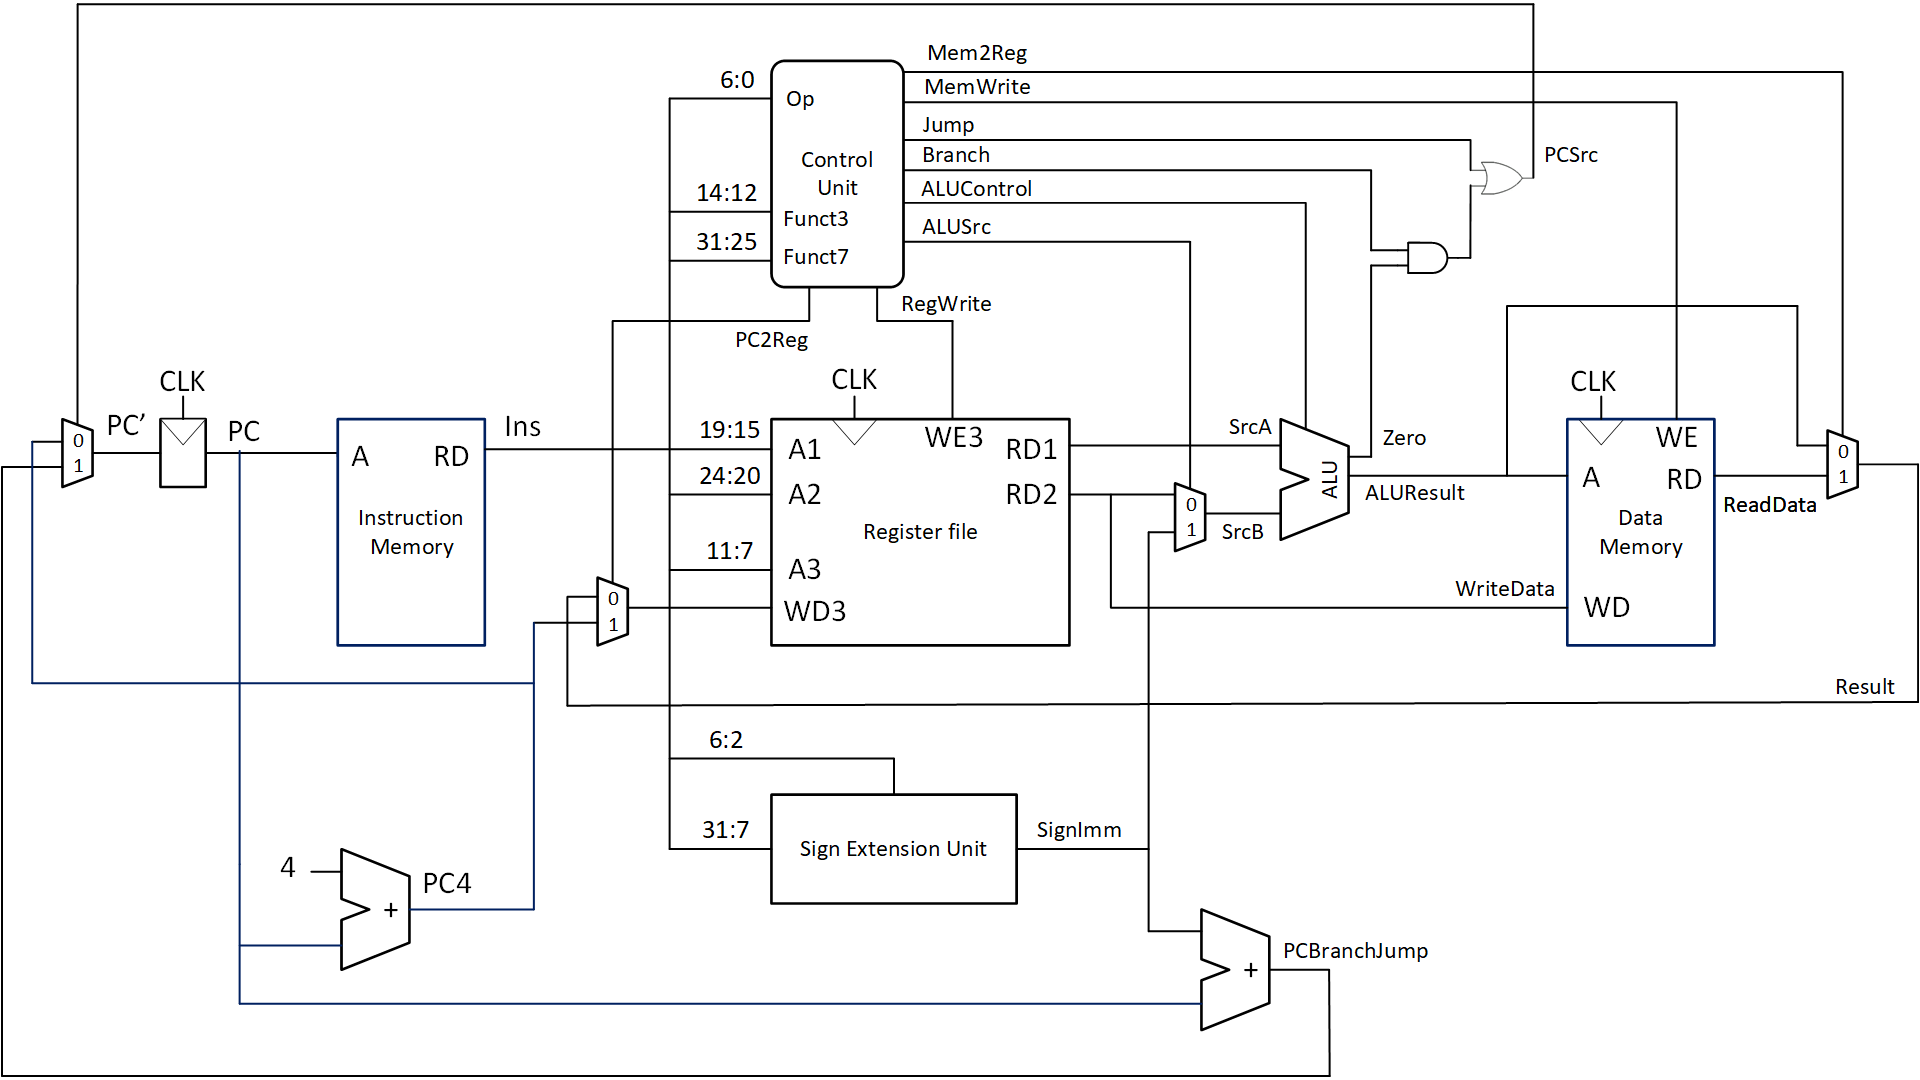 Mem2Reg
6:0
MemWrite
Op
Jump
Branch
PCSrc
Control
Unit
14:12
ALUControl
Funct3
ALUSrc
31:25
Funct7
RegWrite
PC2Reg
CLK
CLK
CLK
PC’
PC
Ins
19:15
SrcA
Zero
0
1
A
RD
A1
WE3
RD1
WE
0
1
24:20
A2
RD2
ALU
ALUResult
A
RD
ReadData
0
1
SrcB
Instruction
Memory
Register file
Data
Memory
11:7
A3
WriteData
0
1
WD3
WD
Result
6:2
31:7
SignImm
Sign Extension Unit
4
PC4
+
PCBranchJump
+